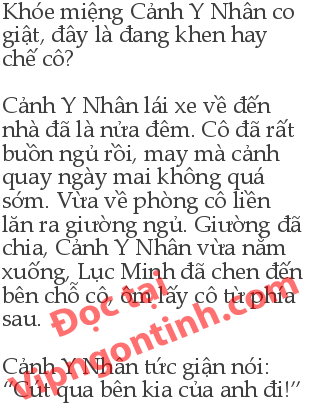 Khóe miệng Cảnh Y Nhân co
giật, đây là đang khen hay
chế cô?
Cảnh Y Nhân lái xe về đến
nhà đã là nửa đêm. Cô đã rất
buồn ngủ rồi, may mà cảnh
quay ngày mai không quá
sớm. Vừa về phòng cô liền
lăn ra giường ngủ. Giường đã
chia, Cảnh Y Nhân vừa nằm
xuống, Lục Minh đã chen đến
bên chỗ cô, ôm lấy cô từ phía
sau.
Cảnh Y Nhân tức giận nói:
“Cút qua bên kia của anh đi!”
Đọc tại
Vipngontinh.com